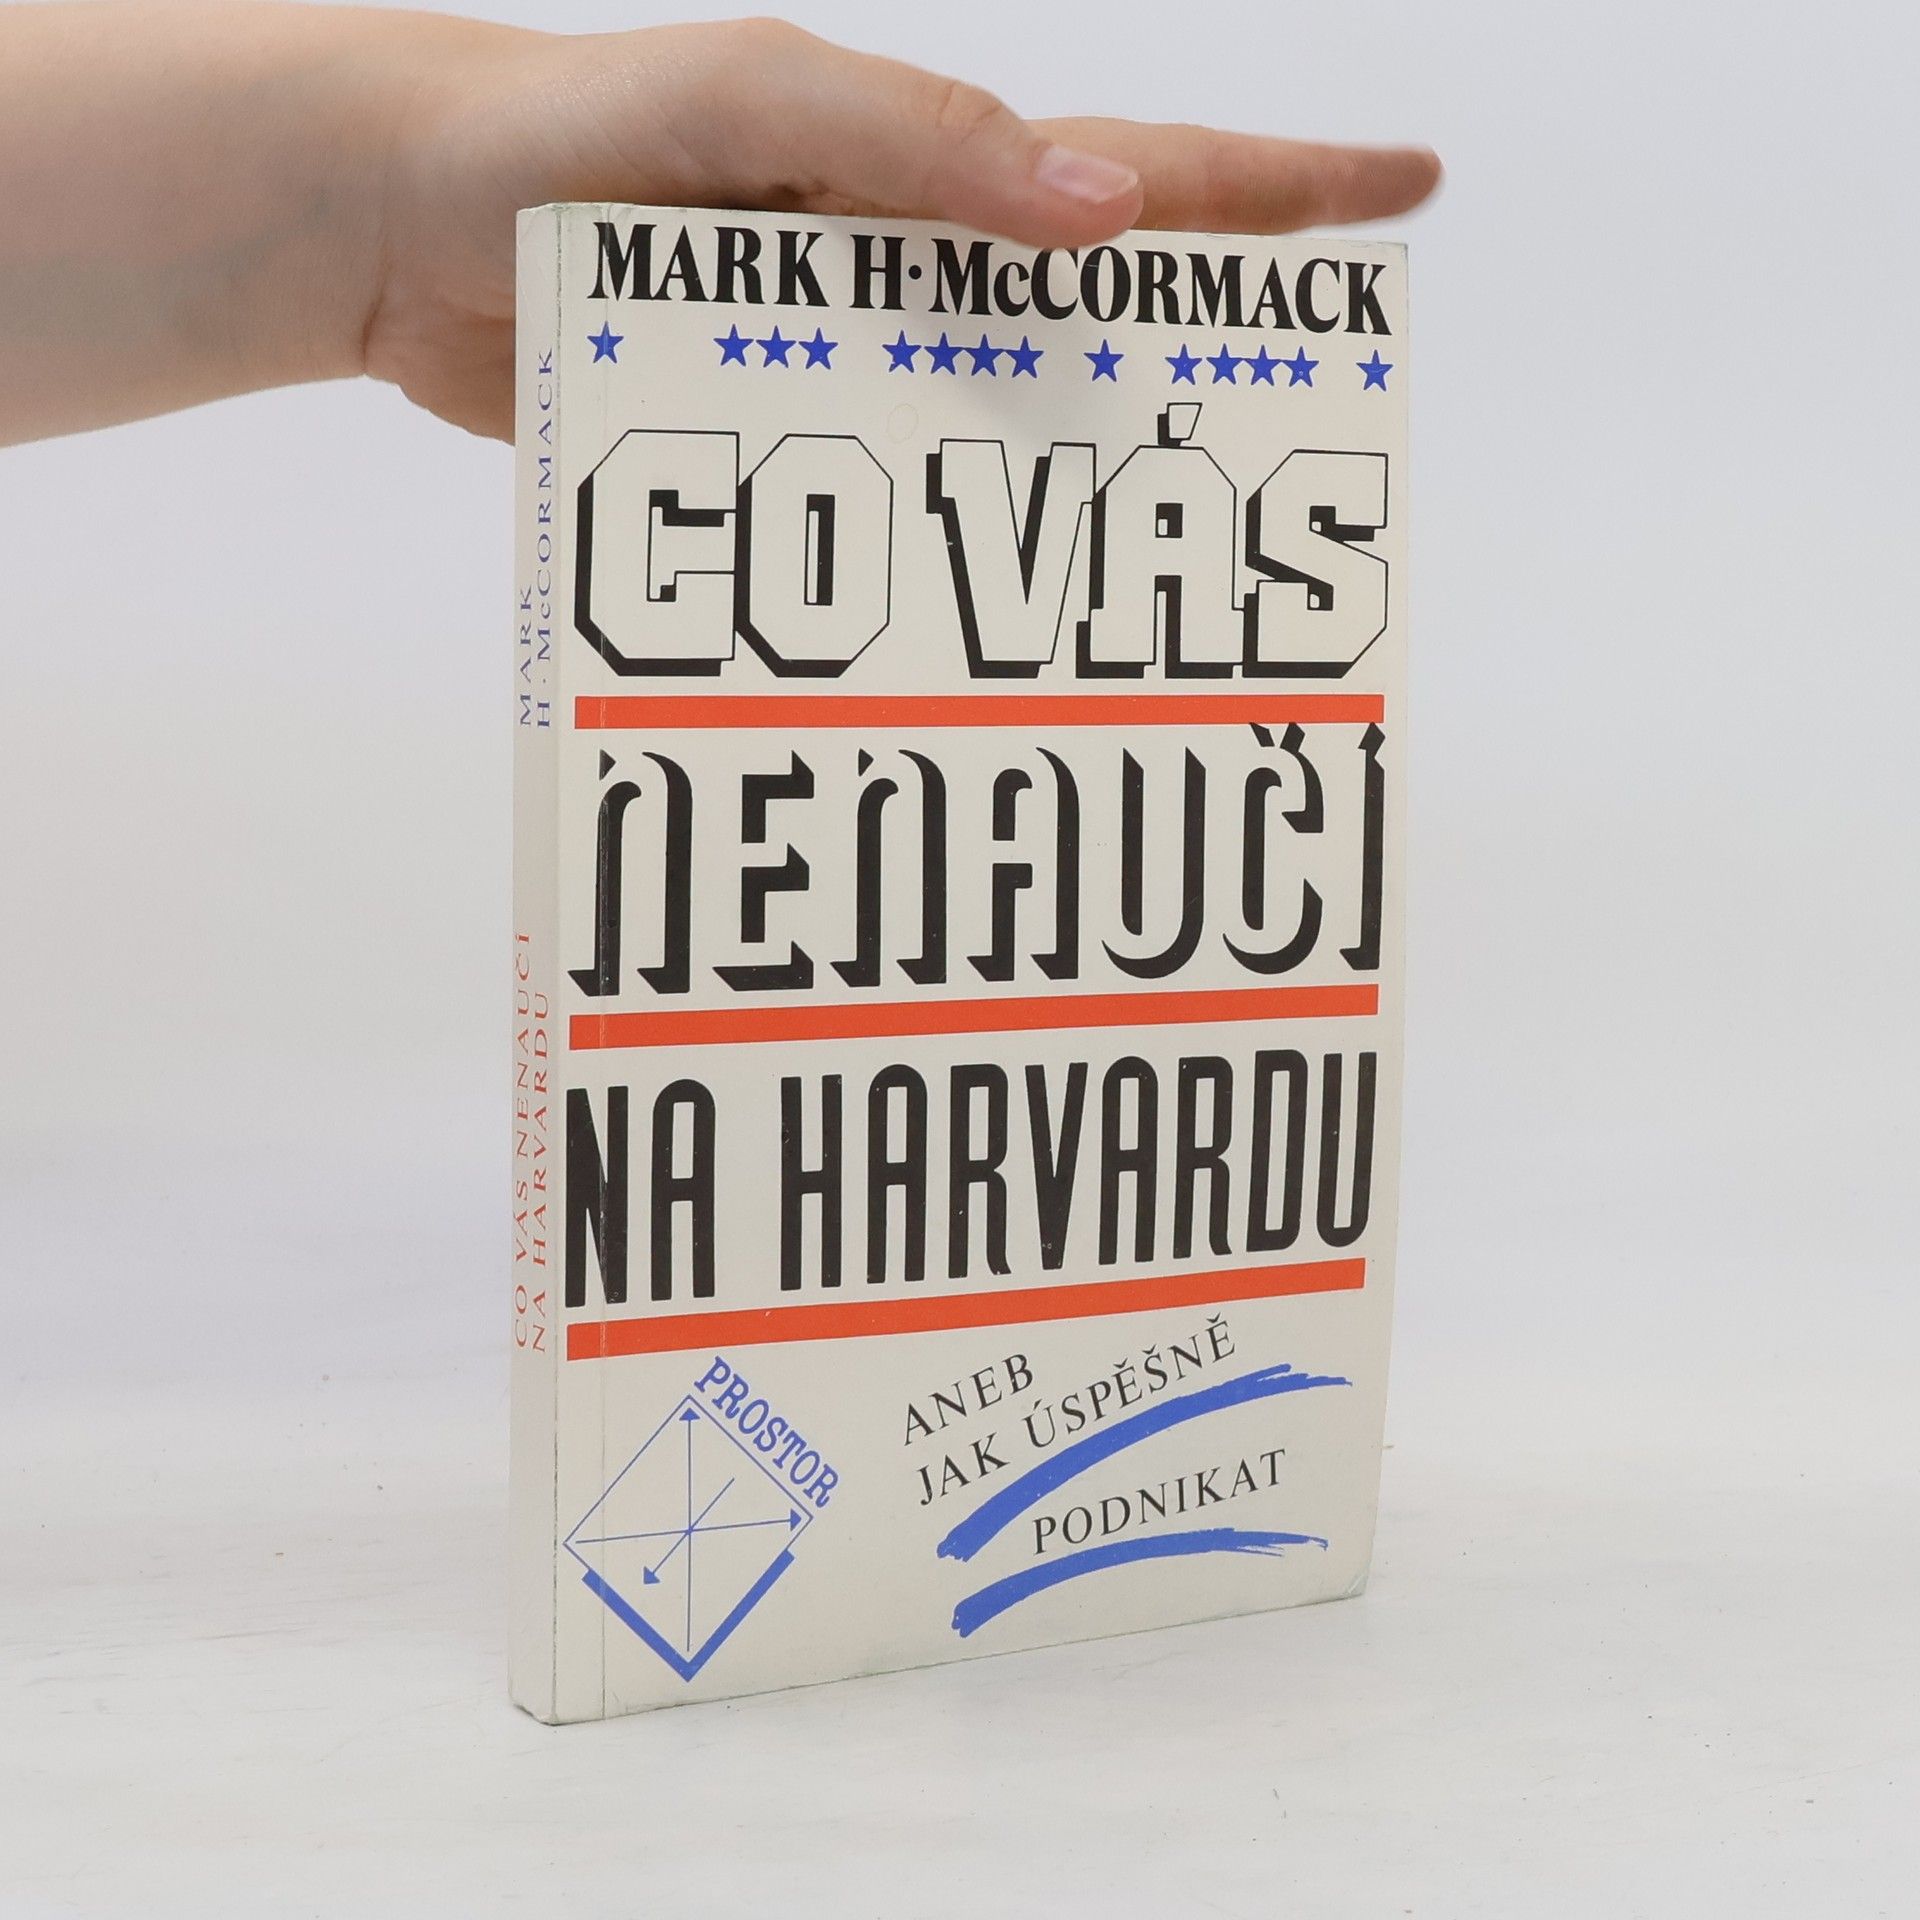 MARK H·McCORMACK
CO VÁS
NENAUČÍ
NA HARVARDU
ANEB
JAK ÚSPĚŠNĚ
PODNIKAT
PROSTOR
MARK
H·McCORMACK
CO VÁS NENAUČÍ
NA HARVARDU